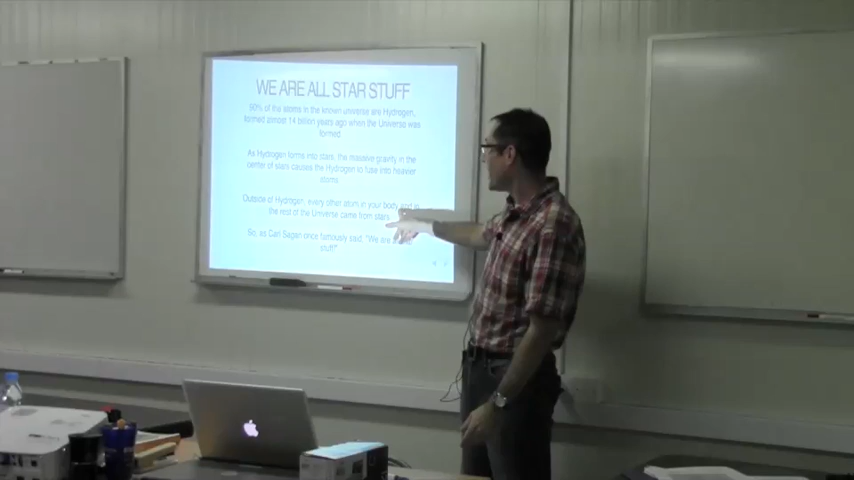 WE ARE ALL STAR STUFF
90% of the atoms in the known universe are Hydrogen,
formed almost 14 billion years ago when the Universe was
formed
As Hydrogen forms into stars, the massive gravity in the
center of stars causes the Hydrogen to fuse into heavier
atoms
Outside of Hydrogen, every other atom in your body and in
the rest of the Universe came from stars
So, as Carl Sagan once famously said, "We are
stuff!"